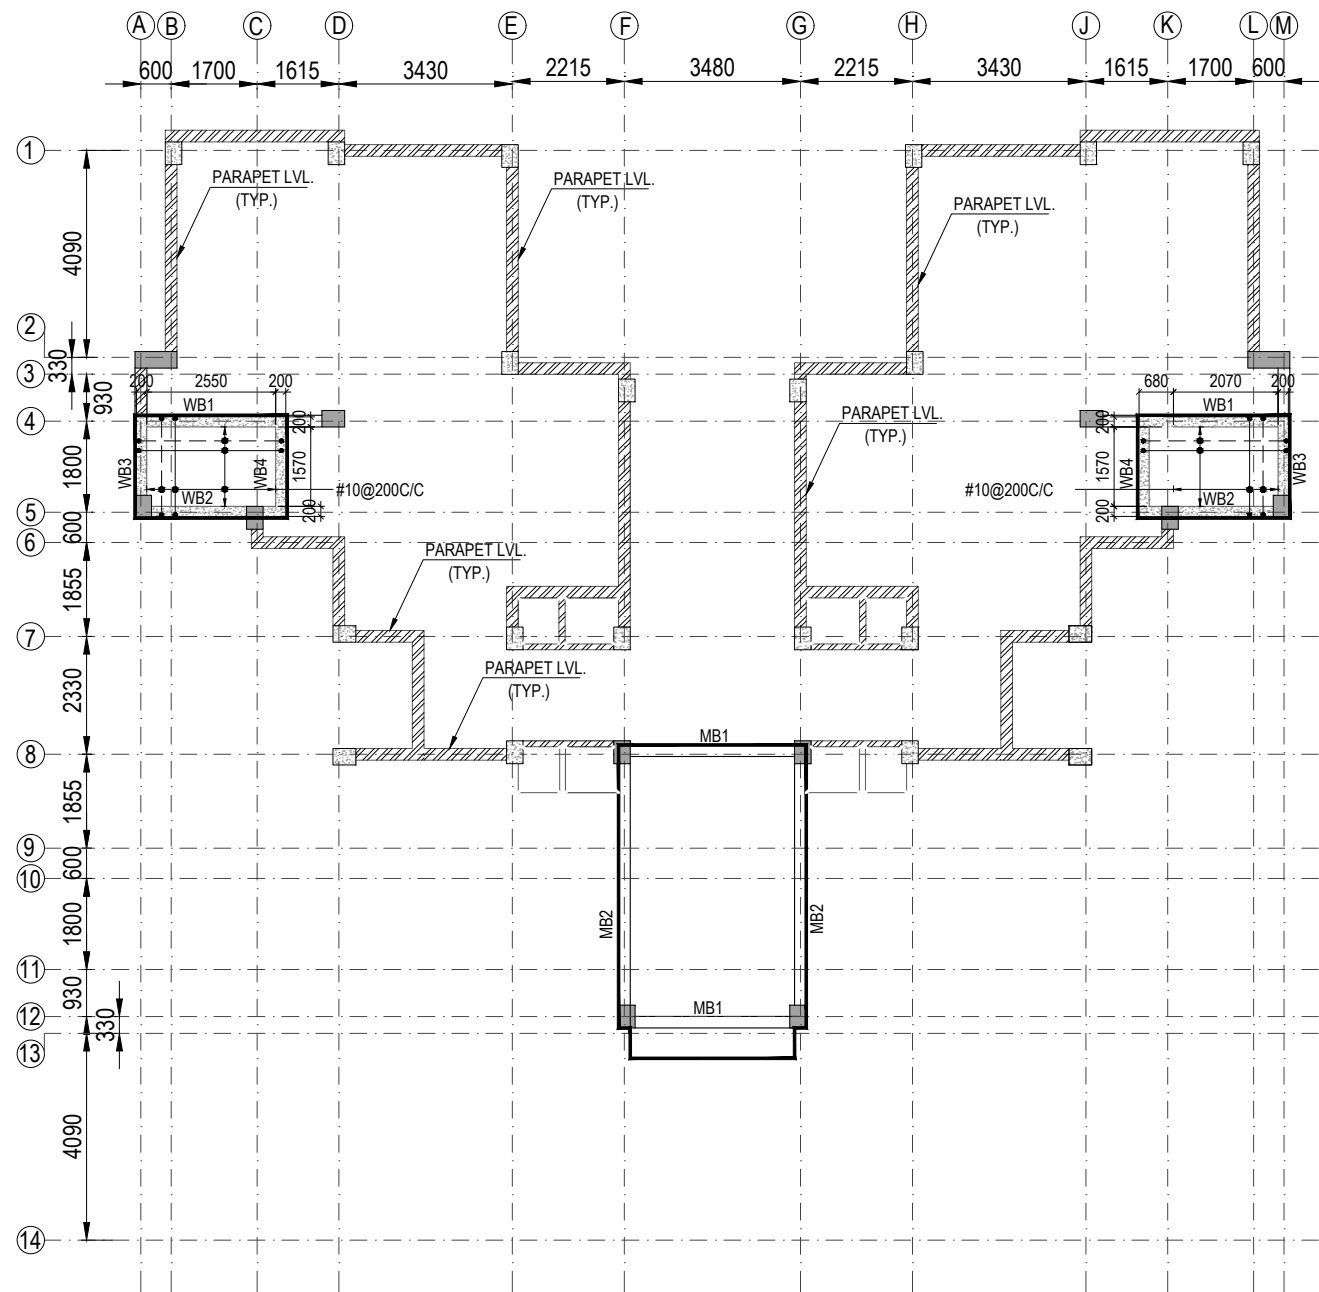 A B C D E F G H J K L M
600 1700 1615 3430 2215 3480 2215 3430 1615 1700 600
1
PARAPET LVL.
(TYP.)
PARAPET LVL.
(TYP.)
PARAPET LVL.
(TYP.)
4090
2
330
3
200 2550 200
680 2070 200
930
WB1
WB1
PARAPET LVL.
(TYP.)
4
200
200
1800
WB3
WB4
1570
1570
WB4
WB3
#10@200C/C
#10@200C/C
WB2
WB2
200
200
5
600
6
PARAPET LVL.
(TYP.)
1855
7
PARAPET LVL.
(TYP.)
2330
MB1
8
1855
9
600
10
1800
MB2
MB2
11
930
MB1
12
330
13
4090
14